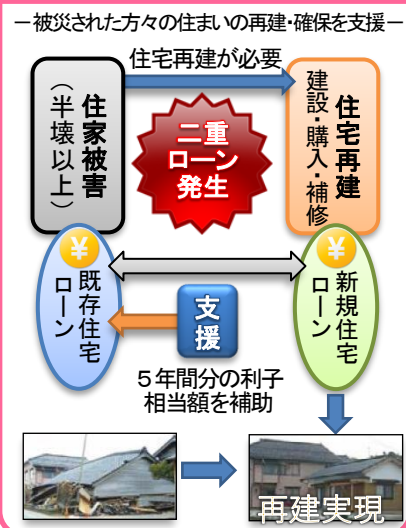 －被災された方々の住まいの再建・確保を支援－
住宅再建が必要
住家被害
（半壊以上）
二重
ローン
発生
住宅再建
建設・購入・補修
¥
既存住宅
ローン
支援
¥
新規住宅
ローン
５年間分の利子
相当額を補助
再建実現